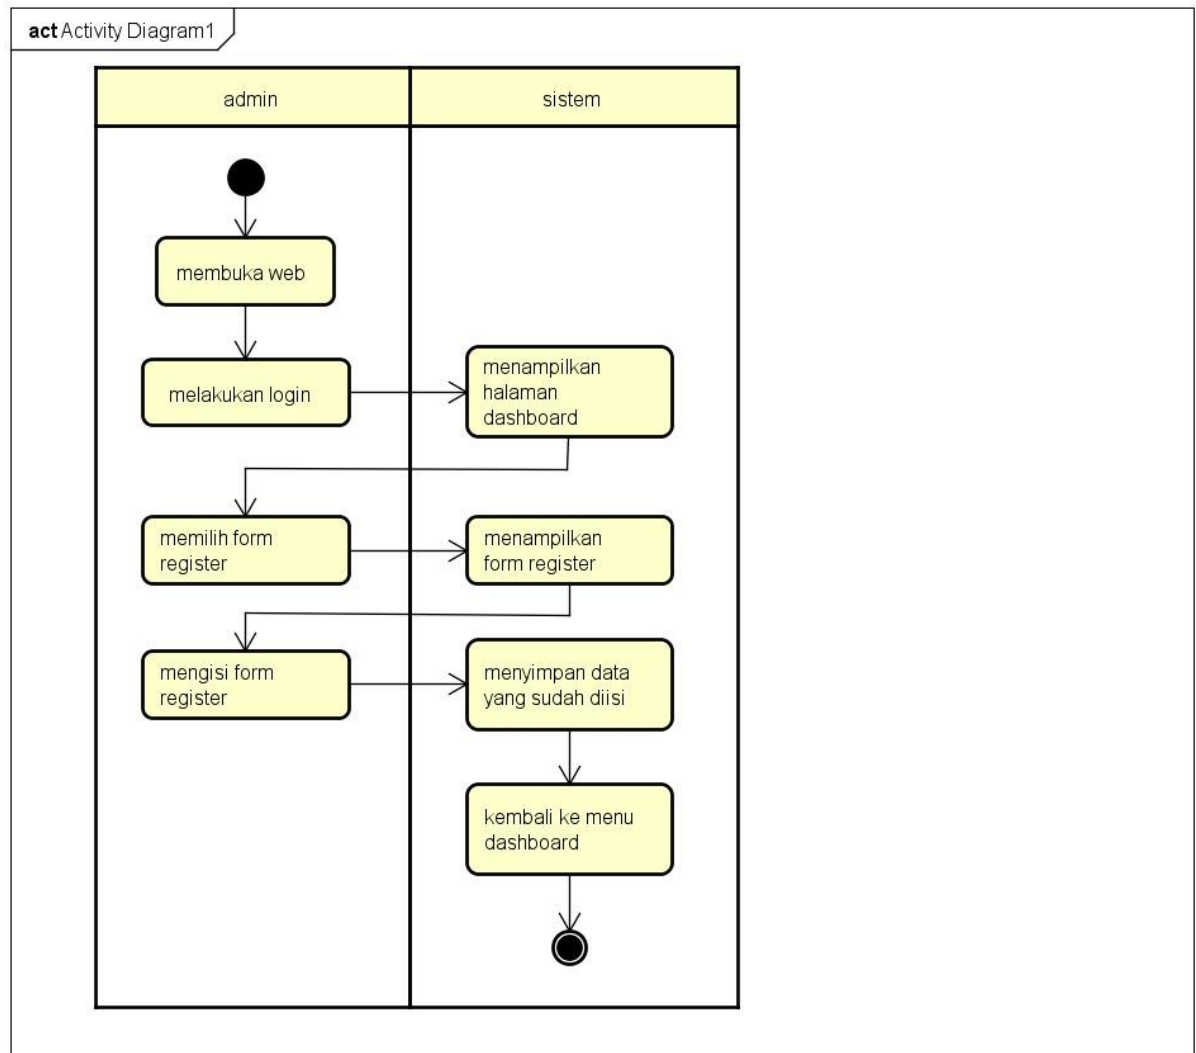 act Activity Diagram1
admin
sistem
membuka web
melakukan login
menampilkan
halaman
dashboard
memilih form
register
menampilkan
form register
mengisi form
register
menyimpan data
yang sudah diisi
kembali ke menu
dashboard